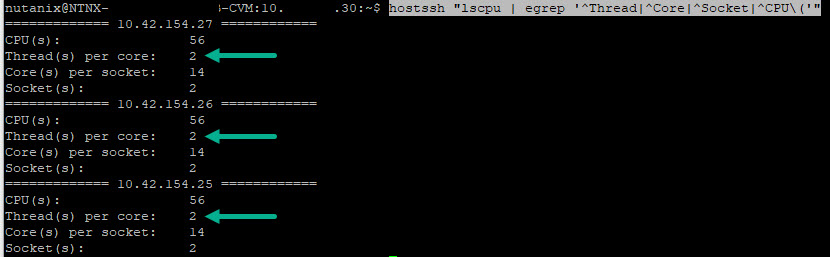 nutanix@NTNX- -CVM:10. .30:~$ hostssh "lscpu | egrep '^Thread|^Core|^Socket|^CPU\('"
============= 10.42.154.27 ============
CPU(s): 56
Thread(s) per core: 2
Core(s) per socket: 14
Socket(s): 2
============= 10.42.154.26 ============
CPU(s): 56
Thread(s) per core: 2
Core(s) per socket: 14
Socket(s): 2
============= 10.42.154.25 ============
CPU(s): 56
Thread(s) per core: 2
Core(s) per socket: 14
Socket(s): 2